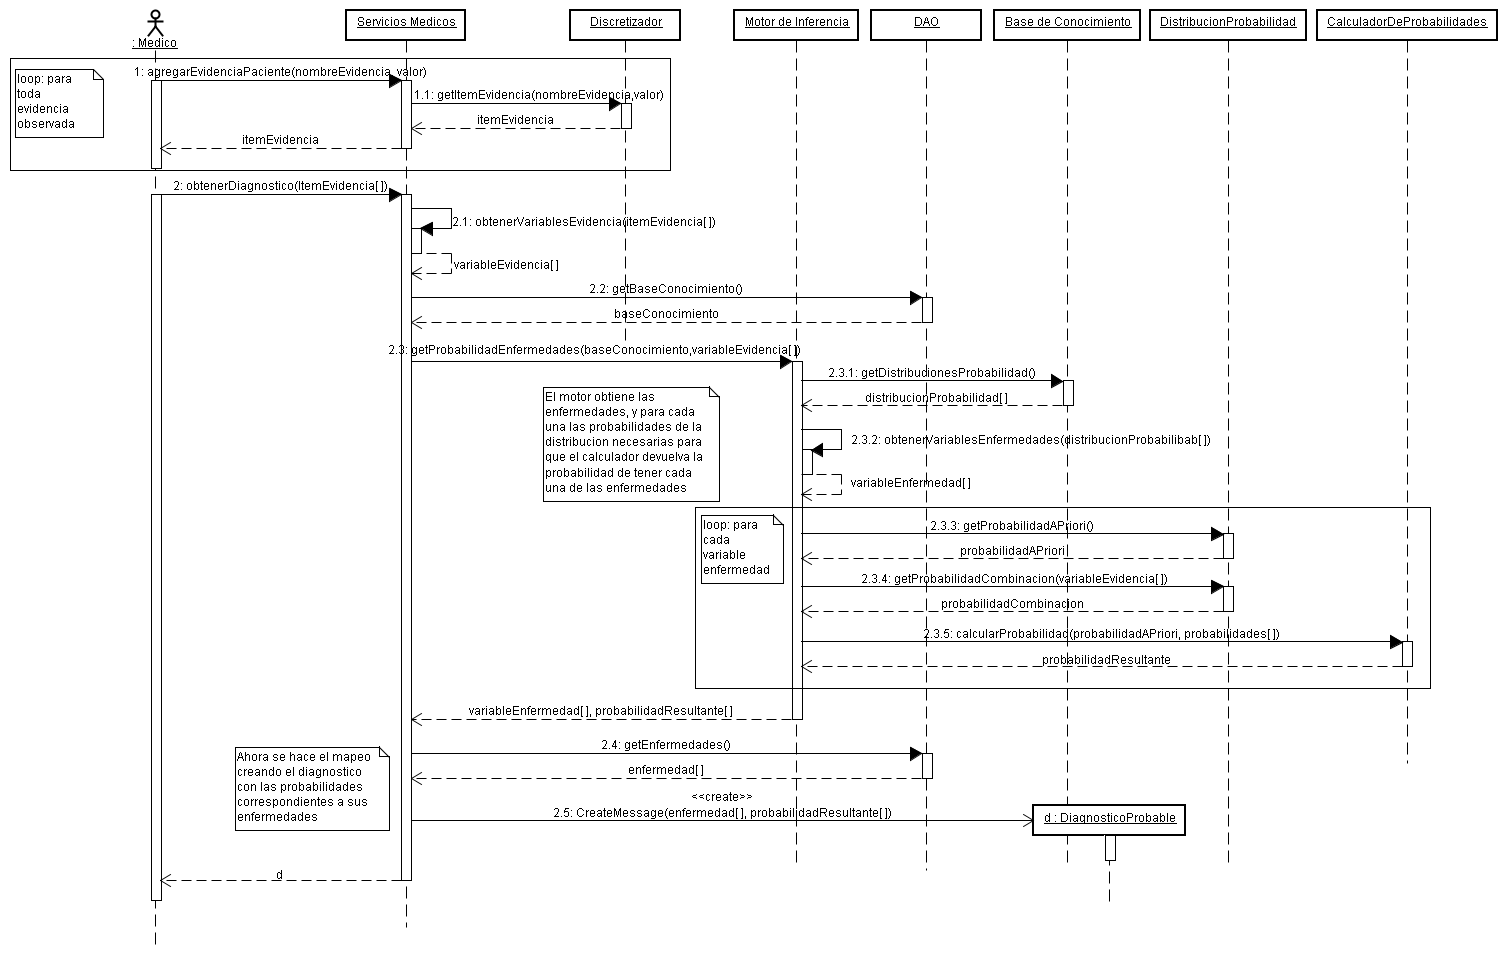 : Medico
Servicios Medicos
Discretizador
Motor de Inferencia
DAO
Base de Conocimiento
DistribucionProbabilidad
CalculadorDeProbabilidades
loop: para
toda
evidencia
observada
1: agregarEvidenciaPaciente(nombreEvidencia, valor)
1.1: getItemEvidencia(nombreEvidencia,valor)
itemEvidencia
itemEvidencia
2: obtenerDiagnostico(ItemEvidencia[])
2.1: obtenerVariablesEvidencia(itemEvidencia[])
variableEvidencia[]
2.2: getBaseConocimiento()
baseConocimiento
2.3: getProbabilidadEnfermedades(baseConocimiento,variableEvidencia[])
2.3.1: getDistribucionesProbabilidad()
distribucionProbabilidad[]
El motor obtiene las
enfermedades, y para cada
una las probabilidades de la
distribucion necesarias para
que el calculador devuelva la
probabilidad de tener cada
una de las enfermedades
2.3.2: obtenerVariablesEnfermedades(distribucionProbabilibab[])
variableEnfermedad[]
loop: para
cada
variable
enfermedad
2.3.3: getProbabilidadAPriori()
probabilidadAPriori
2.3.4: getProbabilidadCombinacion(variableEvidencia[])
probabilidadCombinacion
2.3.5: calcularProbabilidad(probabilidadAPriori, probabilidades[])
probabilidadResultante
variableEnfermedad[], probabilidadResultante[]
2.4: getEnfermedades()
enfermedad[]
Ahora se hace el mapeo
creando el diagnostico
con las probabilidades
correspondientes a sus
enfermedades
<<create>>
2.5: CreateMessage(enfermedad[], probabilidadResultante[])
d : DiagnosticoProbable
d